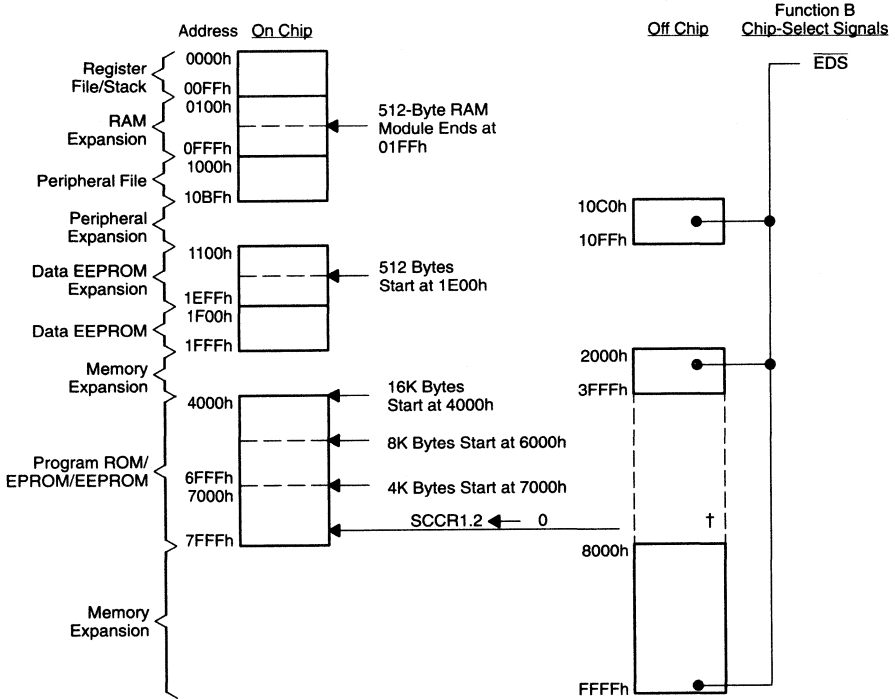 Function B
Address On Chip Off Chip Chip-Select Signals
EDS
0000h
Register
File/Stack
00FFh
0100h
RAM
Expansion
512-Byte RAM
Module Ends at
01FFh
0FFFh
1000h
Peripheral File
10BFh
10C0h
Peripheral
Expansion
10FFh
1100h
Data EEPROM
Expansion
512 Bytes
Start at 1E00h
1EFFh
1F00h
Data EEPROM
1FFFh
2000h
Memory
Expansion
3FFFh
16K Bytes
Start at 4000h
4000h
8K Bytes Start at 6000h
Program ROM/
EPROM/EEPROM
6FFFh
7000h
4K Bytes Start at 7000h
SCCR1.2 0 †
7FFFh
8000h
Memory
Expansion
FFFFh